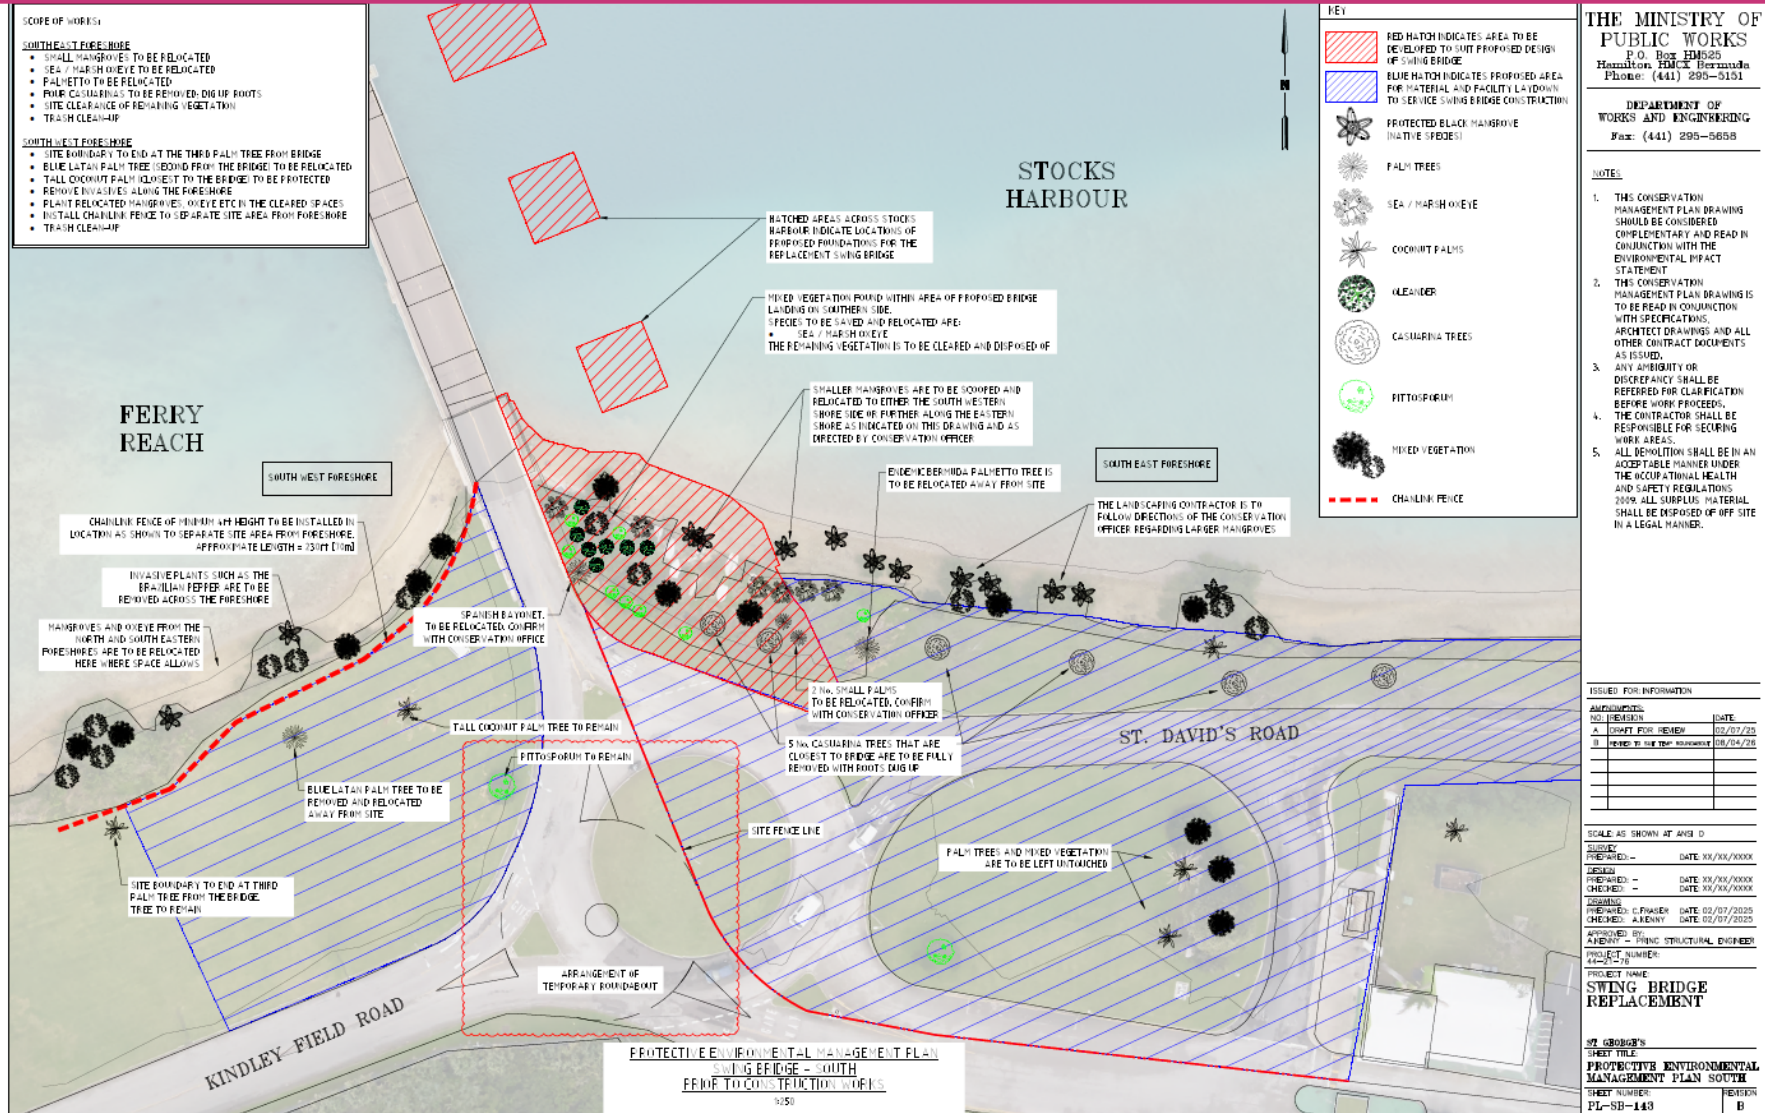 SCOPE OF WORKS:
SOUTHEAST FORESHORE
• SMALL MANGROVES TO BE RELOCATED
• SEA / MARSH OXEYE TO BE RELOCATED
• PALMETTO TO BE RELOCATED
• FOUR CASUARINAS TO BE REMOVED; DIG UP ROOTS
• SITE CLEARANCE OF REMAINING VEGETATION
• TRASH CLEAN-UP
SOUTH WEST FORESHORE
• SITE BOUNDARY TO END AT THE THIRD PALM TREE FROM BRIDGE
• BLUE LATAN PALM TREE (SECOND FROM THE BRIDGE) TO BE RELOCATED
• TALL COCONUT PALM (CLOSEST TO THE BRIDGE) TO BE PROTECTED
• REMOVE INVASIVES ALONG THE FORESHORE
• PLANT RELOCATED MANGROVES, OXEYE ETC IN THE CLEARED SPACES
• INSTALL CHAINLINK FENCE TO SEPARATE SITE AREA FROM FORESHORE
• TRASH CLEAN-UP
N
STOCKS
HARBOUR
FERRY
REACH
HATCHED AREAS ACROSS STOCKS
HARBOUR INDICATE LOCATIONS OF
PROPOSED FOUNDATIONS FOR THE
REPLACEMENT SWING BRIDGE
MIXED VEGETATION FOUND WITHIN AREA OF PROPOSED BRIDGE
LANDING ON SOUTHERN SIDE.
SPECIES TO BE SAVED AND RELOCATED ARE:
• SEA / MARSH OXEYE
THE REMAINING VEGETATION IS TO BE CLEARED AND DISPOSED OF
SMALLER MANGROVES ARE TO BE SCOOPED AND
RELOCATED TO EITHER THE SOUTH WESTERN
SHORE SIDE OR FURTHER ALONG THE EASTERN
SHORE AS INDICATED ON THIS DRAWING AND AS
DIRECTED BY CONSERVATION OFFICER
ENDEMIC BERMUDA PALMETTO TREE IS
TO BE RELOCATED AWAY FROM SITE
SOUTH EAST FORESHORE
THE LANDSCAPING CONTRACTOR IS TO
FOLLOW DIRECTIONS OF THE CONSERVATION
OFFICER REGARDING LARGER MANGROVES
SOUTH WEST FORESHORE
CHAINLINK FENCE OF MINIMUM 4FT HEIGHT TO BE INSTALLED IN
LOCATION AS SHOWN TO SEPARATE SITE AREA FROM FORESHORE.
APPROXIMATE LENGTH = 230FT [70m]
INVASIVE PLANTS SUCH AS THE
BRAZILIAN PEPPER ARE TO BE
REMOVED ACROSS THE FORESHORE
MANGROVES AND OXEYE FROM THE
NORTH AND SOUTH EASTERN
FORESHORES ARE TO BE RELOCATED
HERE WHERE SPACE ALLOWS
SPANISH BAYONET.
TO BE RELOCATED, CONFIRM
WITH CONSERVATION OFFICE
2 No. SMALL PALMS
TO BE RELOCATED, CONFIRM
WITH CONSERVATION OFFICER
TALL COCONUT PALM TREE TO REMAIN
PITTOSPORUM TO REMAIN
5 No. CASUARINA TREES THAT ARE
CLOSEST TO BRIDGE ARE TO BE FULLY
REMOVED WITH ROOTS DUG UP
ST. DAVID'S ROAD
BLUE LATAN PALM TREE TO BE
REMOVED AND RELOCATED
AWAY FROM SITE
SITE FENCE LINE
PALM TREES AND MIXED VEGETATION
ARE TO BE LEFT UNTOUCHED
SITE BOUNDARY TO END AT THIRD
PALM TREE FROM THE BRIDGE.
TREE TO REMAIN
ARRANGEMENT OF
TEMPORARY ROUNDABOUT
KINDLEY FIELD ROAD
PROTECTIVE ENVIRONMENTAL MANAGEMENT PLAN
SWING BRIDGE - SOUTH
PRIOR TO CONSTRUCTION WORKS
1:250
KEY
RED HATCH INDICATES AREA TO BE
DEVELOPED TO SUIT PROPOSED DESIGN
OF SWING BRIDGE
BLUE HATCH INDICATES PROPOSED AREA
FOR MATERIAL AND FACILITY LAYDOWN
TO SERVICE SWING BRIDGE CONSTRUCTION
PROTECTED BLACK MANGROVE
(NATIVE SPECIES)
PALM TREES
SEA / MARSH OXEYE
COCONUT PALMS
OLEANDER
CASUARINA TREES
PITTOSPORUM
MIXED VEGETATION
CHAINLINK FENCE
THE MINISTRY OF
PUBLIC WORKS
P.O. Box HM525
Hamilton HMCX Bermuda
Phone: (441) 295-5151
DEPARTMENT OF
WORKS AND ENGINEERING
Fax: (441) 295-5658
NOTES
1. THIS CONSERVATION
MANAGEMENT PLAN DRAWING
SHOULD BE CONSIDERED
COMPLEMENTARY AND READ IN
CONJUNCTION WITH THE
ENVIRONMENTAL IMPACT
STATEMENT
2. THIS CONSERVATION
MANAGEMENT PLAN DRAWING IS
TO BE READ IN CONJUNCTION
WITH SPECIFICATIONS,
ARCHITECT DRAWINGS AND ALL
OTHER CONTRACT DOCUMENTS
AS ISSUED.
3. ANY AMBIGUITY OR
DISCREPANCY SHALL BE
REFERRED FOR CLARIFICATION
BEFORE WORK PROCEEDS.
4. THE CONTRACTOR SHALL BE
RESPONSIBLE FOR SECURING
WORK AREAS.
5. ALL DEMOLITION SHALL BE IN AN
ACCEPTABLE MANNER UNDER
THE OCCUPATIONAL HEALTH
AND SAFETY REGULATIONS
2009. ALL SURPLUS MATERIAL
SHALL BE DISPOSED OF OFF SITE
IN A LEGAL MANNER.
ISSUED FOR: INFORMATION
AMENDMENTS:
NO: REVISION DATE:
A DRAFT FOR REVIEW 02/07/25
B REVISED TO SUIT TEMP ROUNDABOUT 08/04/26
SCALE: AS SHOWN AT ANSI D
SURVEY
PREPARED: - DATE: XX/XX/XXXX
DESIGN
PREPARED: - DATE: XX/XX/XXXX
CHECKED: - DATE: XX/XX/XXXX
DRAWING
PREPARED: C.FRASER DATE: 02/07/2025
CHECKED: A.KENNY DATE: 02/07/2025
APPROVED BY:
A.KENNY - PRINC STRUCTURAL ENGINEER
PROJECT NUMBER:
44-21-76
PROJECT NAME:
SWING BRIDGE
REPLACEMENT
ST GEORGE'S
SHEET TITLE:
PROTECTIVE ENVIRONMENTAL
MANAGEMENT PLAN SOUTH
SHEET NUMBER: REVISION
PL-SB-143 B